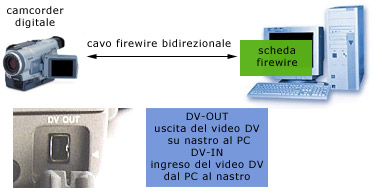 camcorder
digitale
cavo firewire bidirezionale
scheda
firewire
DV OUT
DV-OUT
uscita del video DV
su nastro al PC
DV-IN
ingreso del video DV
dal PC al nastro